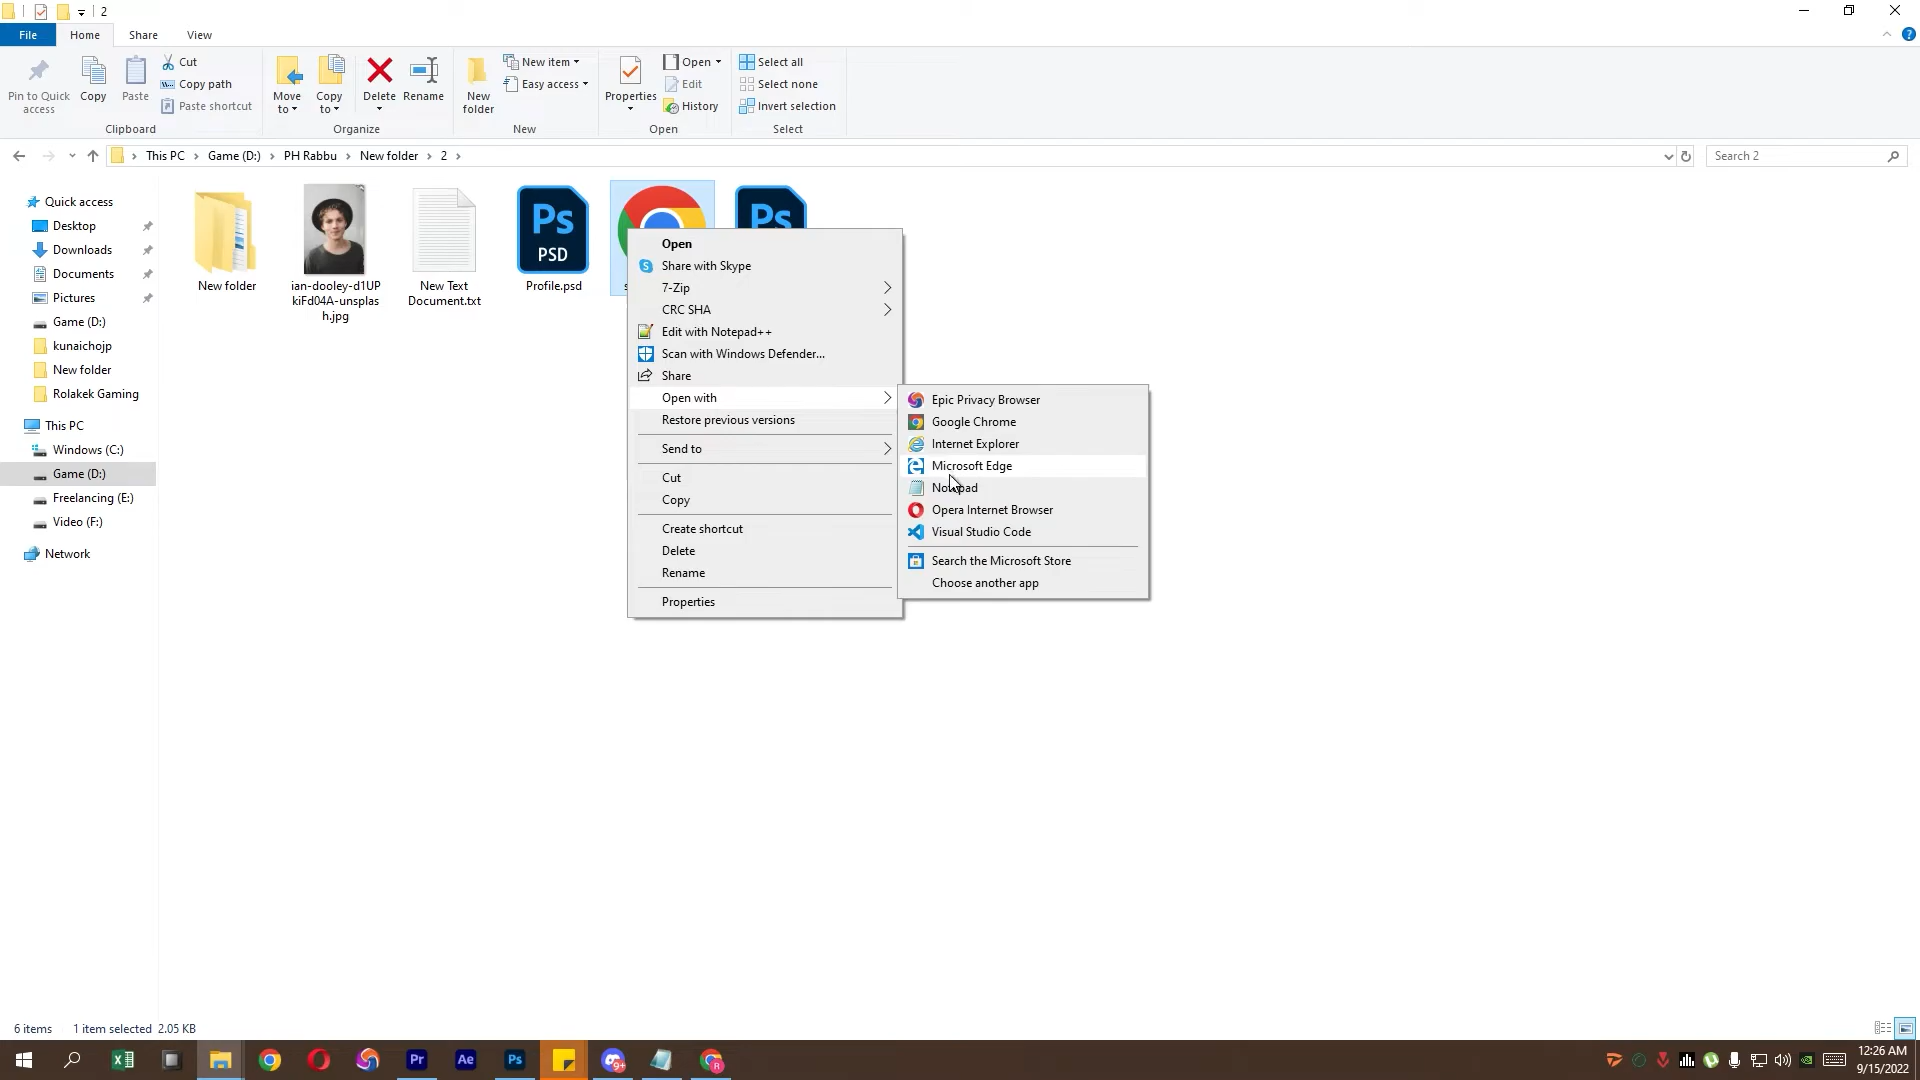 2
File
Home
Share
View
Pin to Quick
access
Copy
Paste
Cut
Copy path
Paste shortcut
Clipboard
Move
to
Copy
to
Delete
Rename
Organize
New
folder
New item
Easy access
New
Properties
Open
Edit
History
Open
Select all
Select none
Invert selection
Select
This PC
Game (D:)
PH Rabbu
New folder
2
Search 2
Quick access
Desktop
Downloads
Documents
Pictures
Game (D:)
kunaichojp
New folder
Rolakek Gaming
This PC
Windows (C:)
Game (D:)
Freelancing (E:)
Video (F:)
Network
New folder
ian-dooley-d1UP
kiFd04A-unsplas
h.jpg
New Text
Document.txt
Ps
PSD
Profile.psd
Ps
Open
Share with Skype
7-Zip
CRC SHA
Edit with Notepad++
Scan with Windows Defender...
Share
Open with
Restore previous versions
Send to
Cut
Copy
Create shortcut
Delete
Rename
Properties
Epic Privacy Browser
Google Chrome
Internet Explorer
Microsoft Edge
Notepad
Opera Internet Browser
Visual Studio Code
Search the Microsoft Store
Choose another app
6 items
1 item selected 2.05 KB
Pr
Ae
Ps
9+
R
12:26 AM
9/15/2022